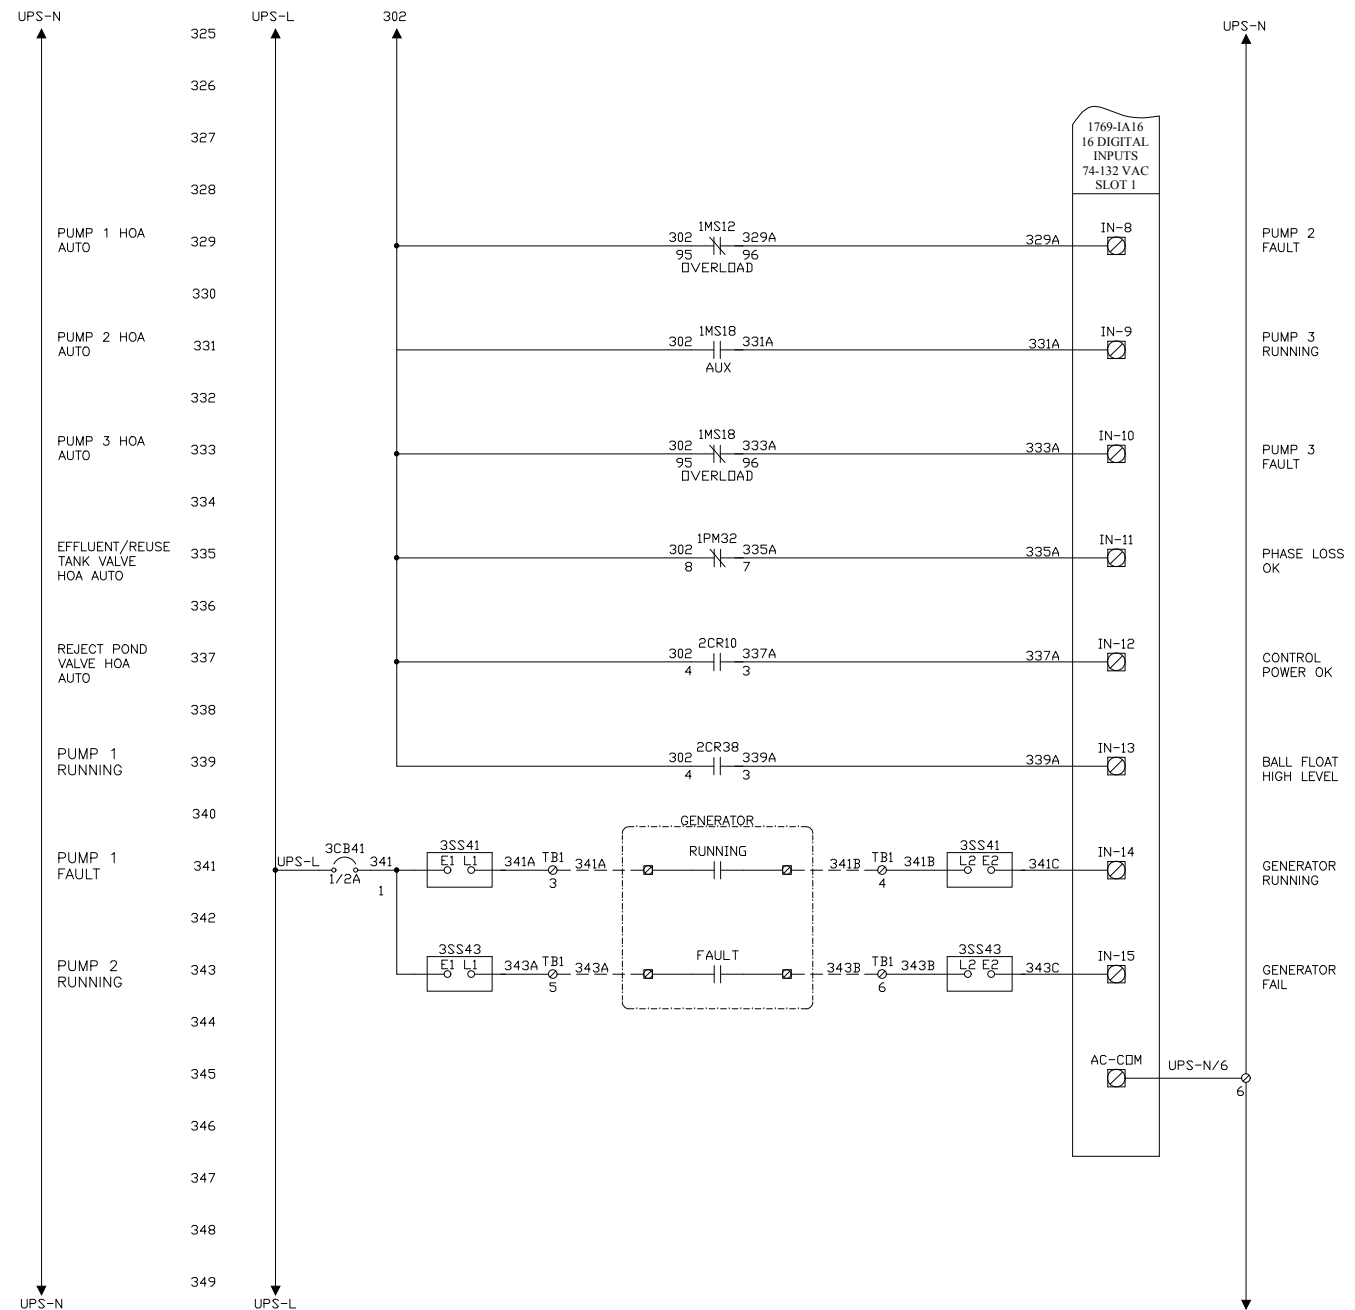 UPS-N
UPS-L
302
UPS-N
325
326
327
1769-IA16
16 DIGITAL
INPUTS
74-132 VAC
SLOT 1
328
PUMP 1 HOA
AUTO
329
302
1MS12
329A
95
96
OVERLOAD
329A
IN-8
PUMP 2
FAULT
330
PUMP 2 HOA
AUTO
331
302
1MS18
331A
AUX
331A
IN-9
PUMP 3
RUNNING
332
PUMP 3 HOA
AUTO
333
302
1MS18
333A
95
96
OVERLOAD
333A
IN-10
PUMP 3
FAULT
334
EFFLUENT/REUSE
TANK VALVE
HOA AUTO
335
302
1PM32
335A
8
7
335A
IN-11
PHASE LOSS
OK
336
REJECT POND
VALVE HOA
AUTO
337
302
2CR10
337A
4
3
337A
IN-12
CONTROL
POWER OK
338
PUMP 1
RUNNING
339
302
2CR38
339A
4
3
339A
IN-13
BALL FLOAT
HIGH LEVEL
340
GENERATOR
PUMP 1
FAULT
341
UPS-L
3CB41
1/2A
341
1
3SS41
E1 L1
341A
TB1
3
341A
RUNNING
341B
TB1
4
341B
3SS41
L2 E2
341C
IN-14
GENERATOR
RUNNING
342
PUMP 2
RUNNING
343
3SS43
E1 L1
343A
TB1
5
343A
FAULT
343B
TB1
6
343B
3SS43
L2 E2
343C
IN-15
GENERATOR
FAIL
344
345
AC-COM
UPS-N/6
6
346
347
348
349
UPS-N
UPS-L